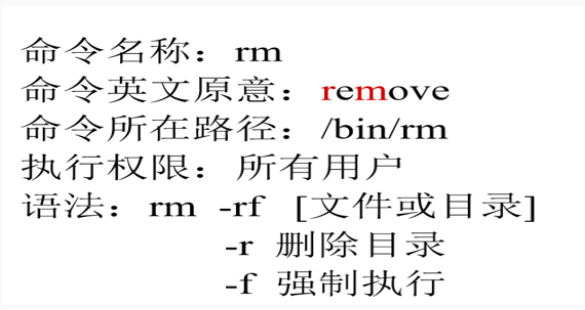 命令名称：rm
命令英文原意：remove
命令所在路径：/bin/rm
执行权限：所有用户
语法：rm -rf [文件或目录]
-r 删除目录
-f 强制执行